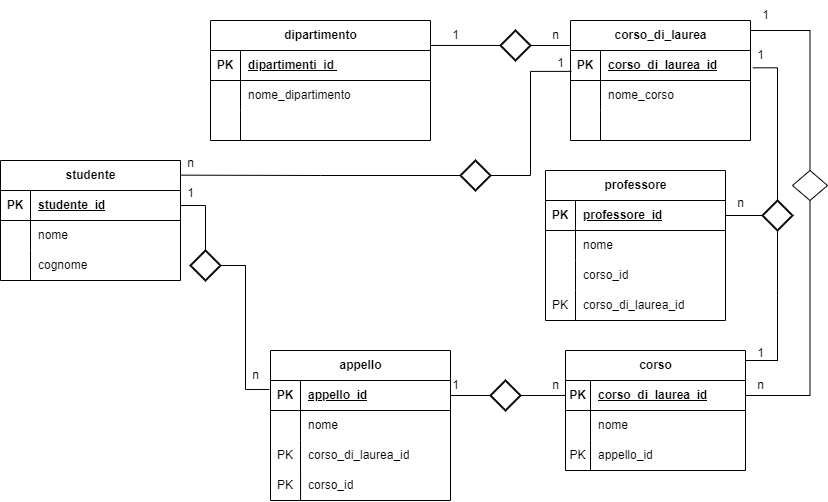 dipartimento
PK dipartimenti_id
nome_dipartimento
1
n
corso_di_laurea
PK corso_di_laurea_id
nome_corso
1
1
1
studente
PK studente_id
nome
cognome
n
1
professore
PK professore_id
nome
corso_id
PK corso_di_laurea_id
n
appello
PK appello_id
nome
PK corso_di_laurea_id
PK corso_id
n
1
n
corso
PK corso_di_laurea_id
nome
PK appello_id
1
n